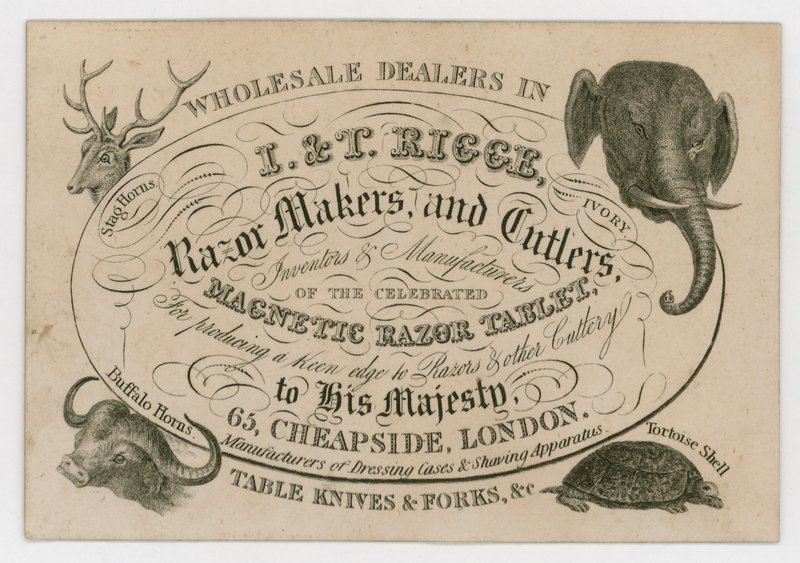 WHOLESALE DEALERS IN
I. & T. RIGGE,
Stag Horns.
IVORY.
Razor Makers, and Cutlers,
Inventors & Manufacturers
OF THE CELEBRATED
MAGNETIC RAZOR TABLET,
For producing a keen edge to Razors & other Cuttlery
to His Majesty,
65, CHEAPSIDE, LONDON.
Buffalo Horns.
Manufacturers of Dressing Cases & Shaving Apparatus
Tortoise Shell
TABLE KNIVES & FORKS, &c